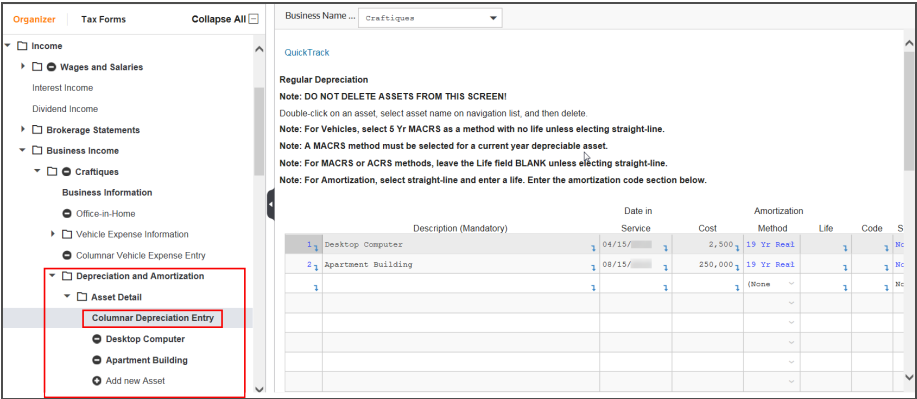 Organizer Tax Forms Collapse All
Income
Wages and Salaries
Interest Income
Dividend Income
Brokerage Statements
Business Income
Craftiques
Business Information
Office-in-Home
Vehicle Expense Information
Columnar Vehicle Expense Entry
Depreciation and Amortization
Asset Detail
Columnar Depreciation Entry
Desktop Computer
Apartment Building
Add new Asset
Business Name ... Craftiques
QuickTrack
Regular Depreciation
Note: DO NOT DELETE ASSETS FROM THIS SCREEN!
Double-click on an asset, select asset name on navigation list, and then delete.
Note: For Vehicles, select 5 Yr MACRS as a method with no life unless electing straight-line.
Note: A MACRS method must be selected for a current year depreciable asset.
Note: For MACRS or ACRS methods, leave the Life field BLANK unless electing straight-line.
Note: For Amortization, select straight-line and enter a life. Enter the amortization code section below.
Date in Amortization
Description (Mandatory) Service Cost Method Life Code S
1 Desktop Computer 04/15/ 2,500 19 Yr Real No
2 Apartment Building 08/15/ 250,000 19 Yr Real No
(None No